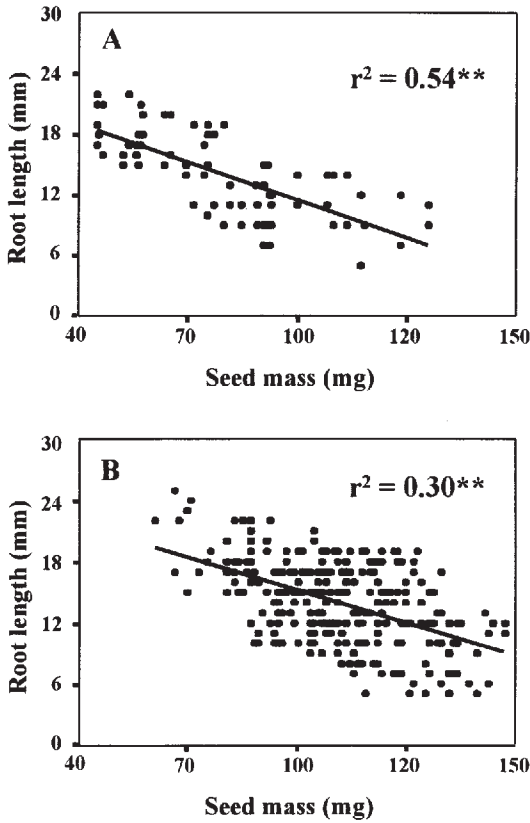 30
A
r² = 0.54**
24
18
12
6
0
Root length (mm)
40 70 100 120 150
Seed mass (mg)
30
B
r² = 0.30**
24
18
12
6
0
Root length (mm)
40 70 100 120 150
Seed mass (mg)